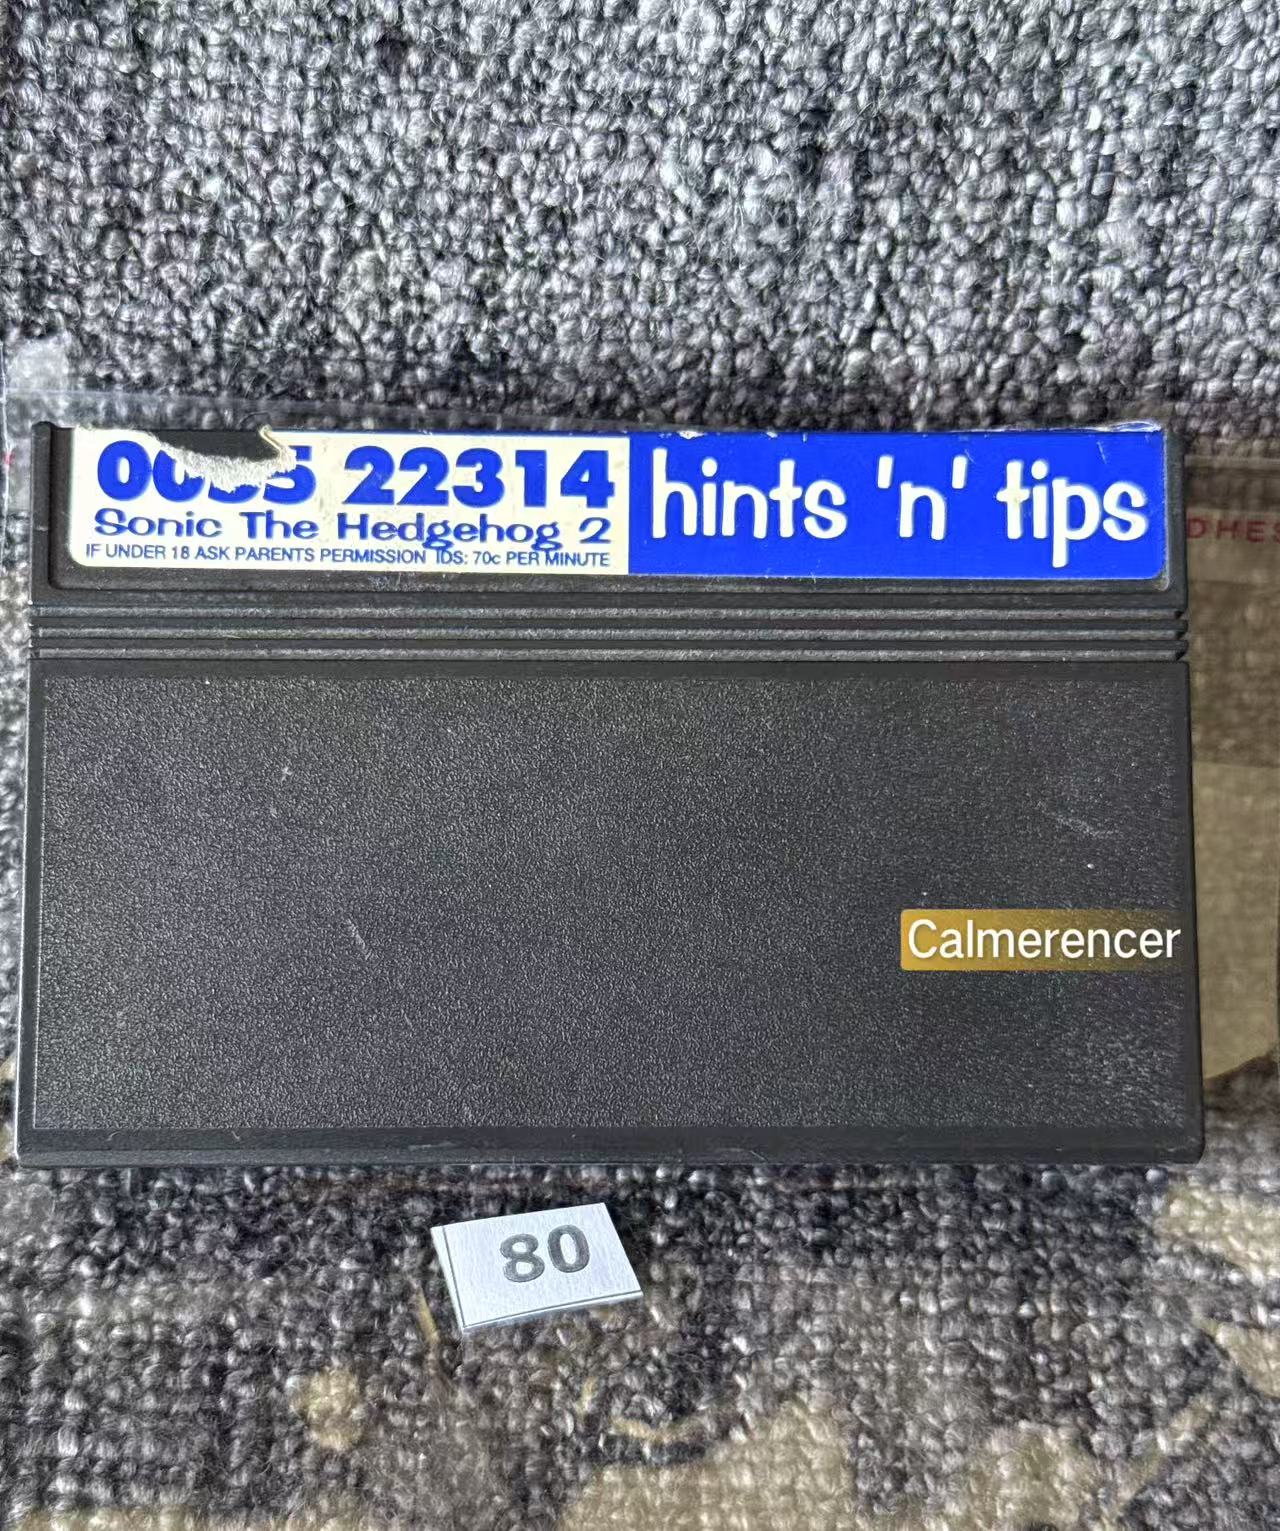 0055 22314
Sonic The Hedgehog 2
IF UNDER 18 ASK PARENTS PERMISSION IDS: 70c PER MINUTE
hints 'n' tips
Calmerencer
80